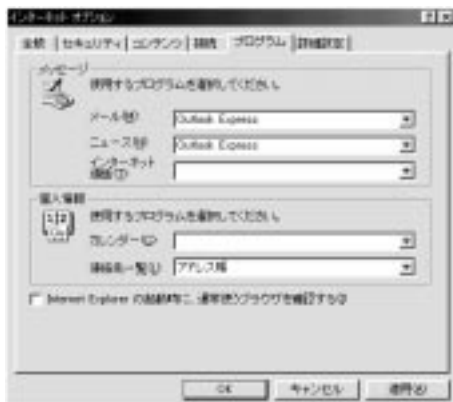 インターネット オプション
全般 セキュリティ コンテンツ 接続 プログラム 詳細設定
メッセージ
使用するプログラムを選択してください。
メール(M) Outlook Express
ニュース(N) Outlook Express
インターネット
個人情報
使用するプログラムを選択してください。
カレンダー(C)
連絡先一覧(L) アドレス帳
Internet Explorer の起動時に、通常使うブラウザを確認する(I)
OK キャンセル 適用(A)